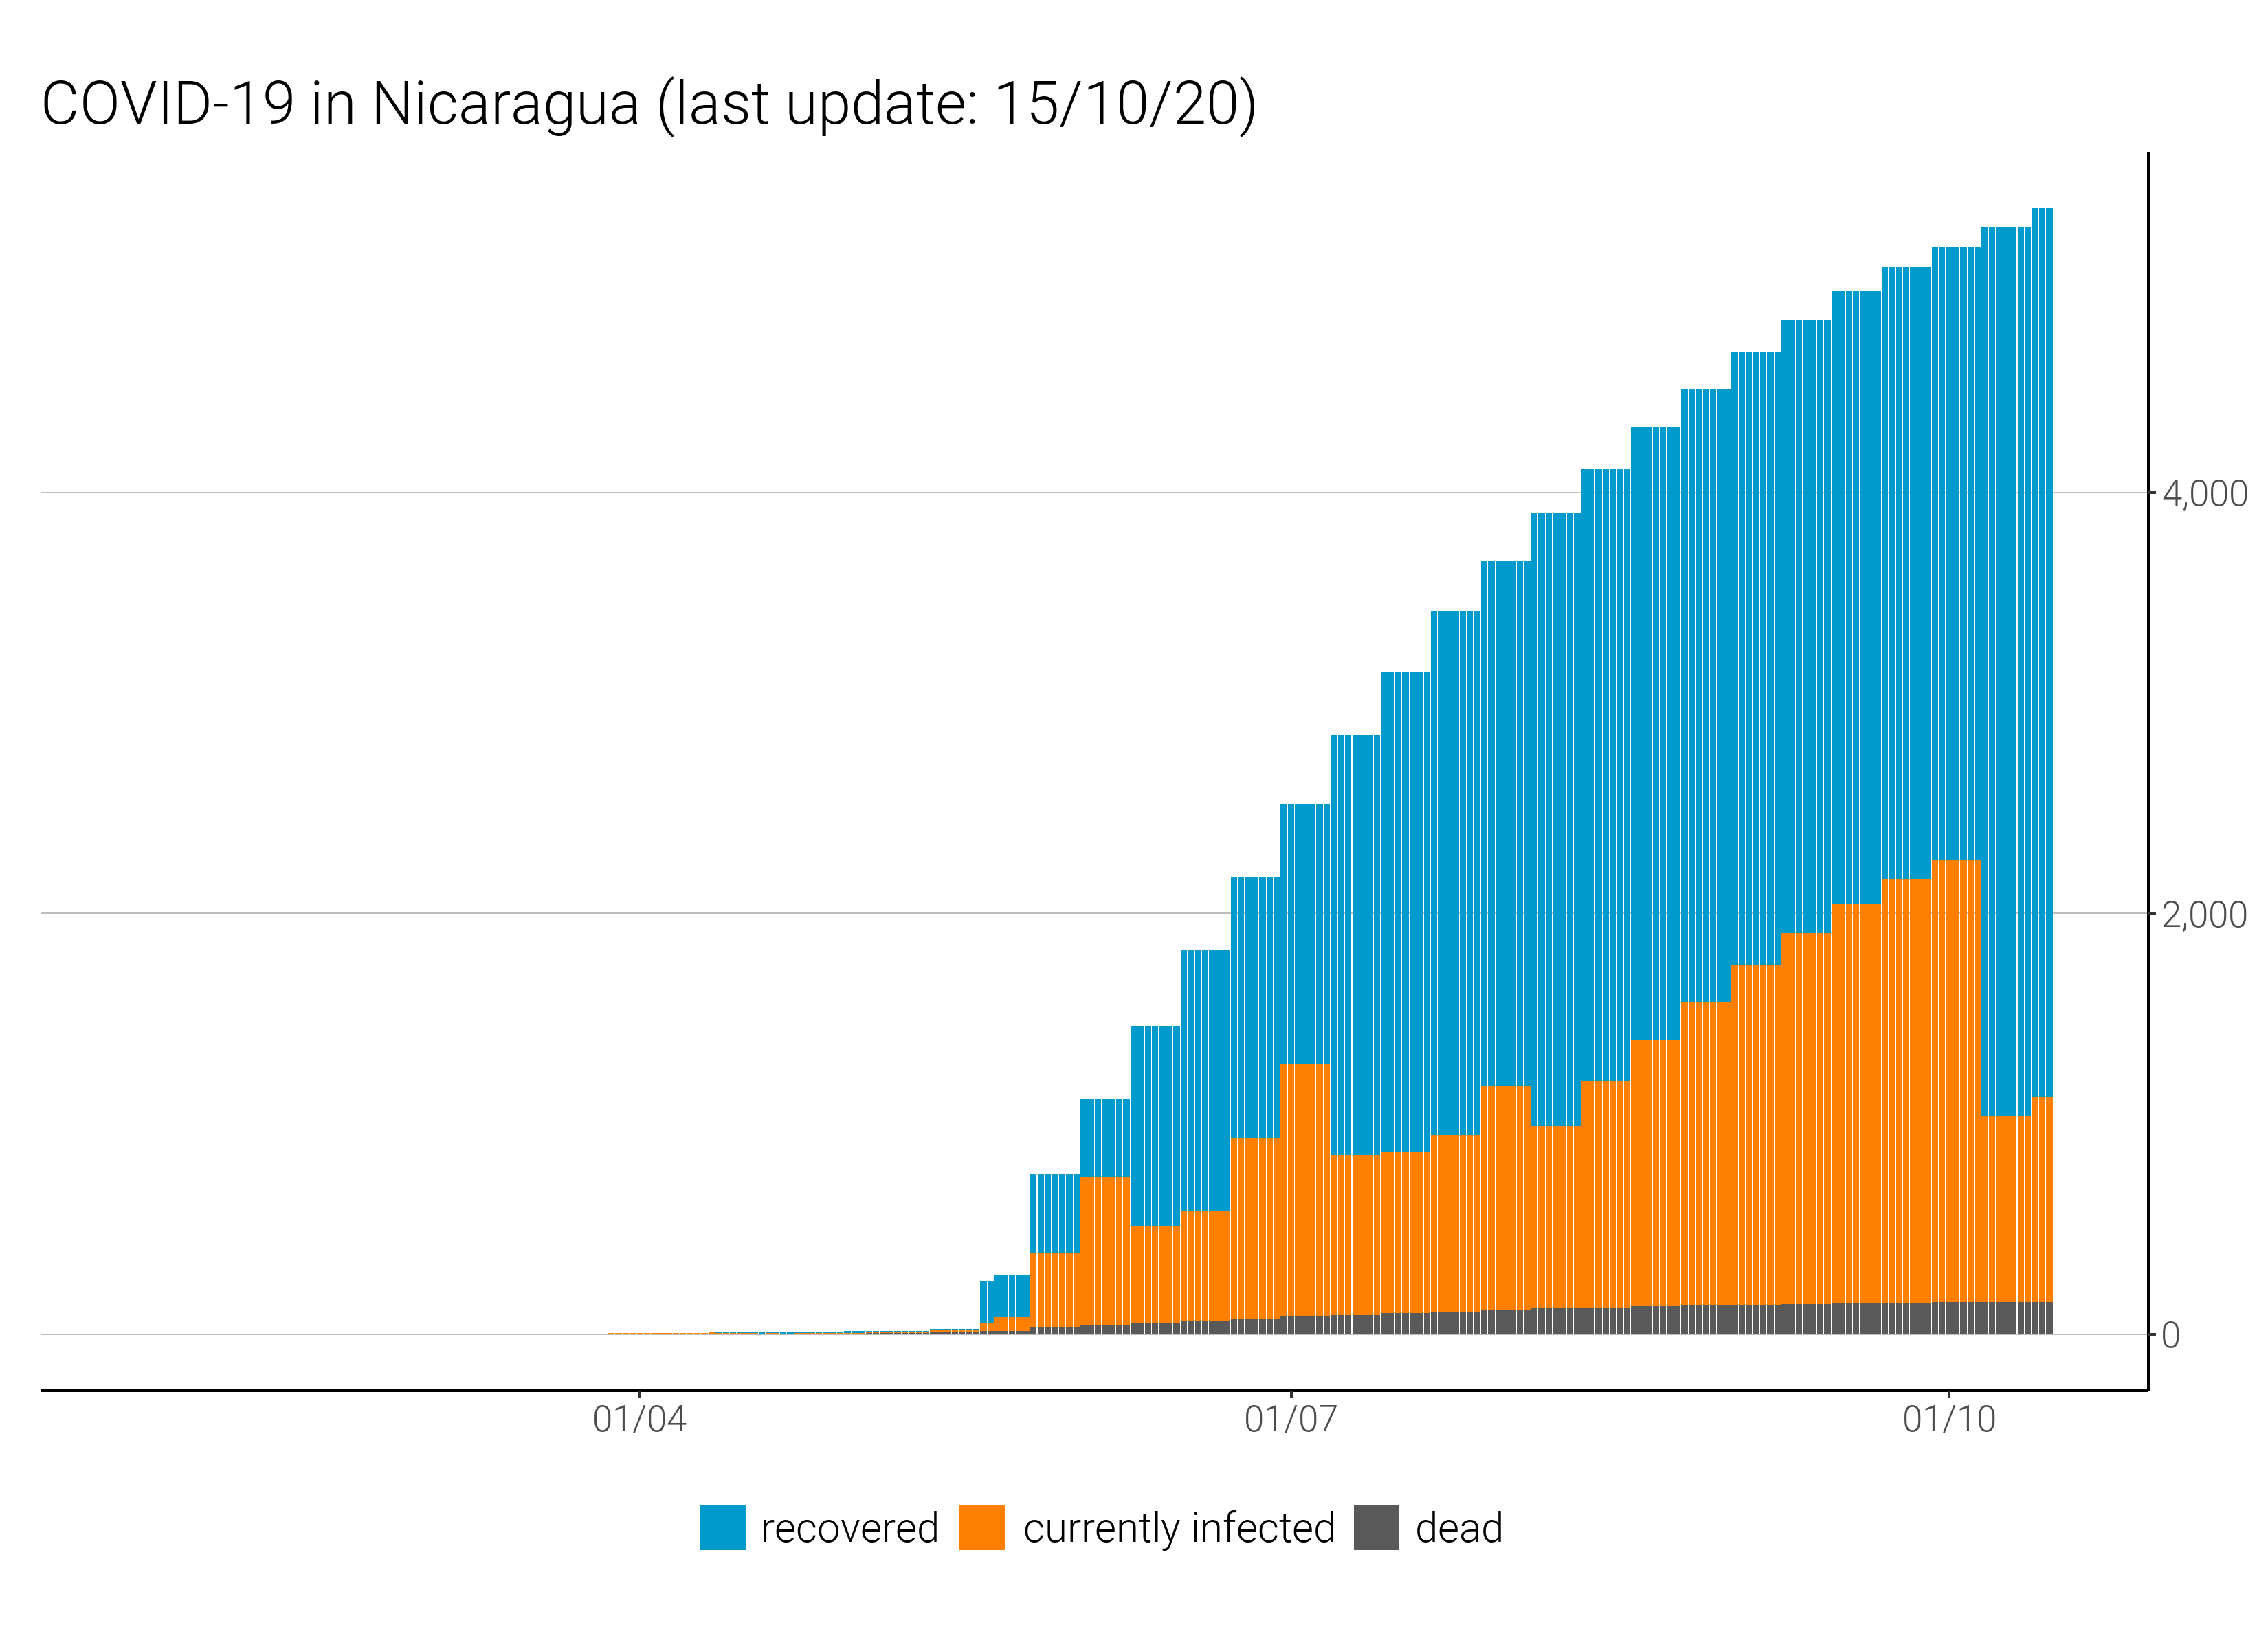 COVID-19 in Nicaragua (last update: 15/10/20)
4,000
2,000
0
01/04 01/07 01/10
recovered currently infected dead